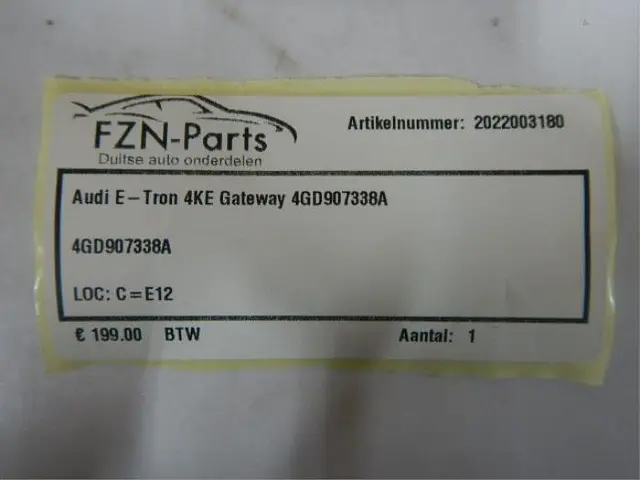 FZN-Parts
Duitse auto onderdelen
Artikelnummer: 2022003180
Audi E-Tron 4KE Gateway 4GD907338A
4GD907338A
LOC: C=E12
€ 199.00 BTW
Aantal: 1